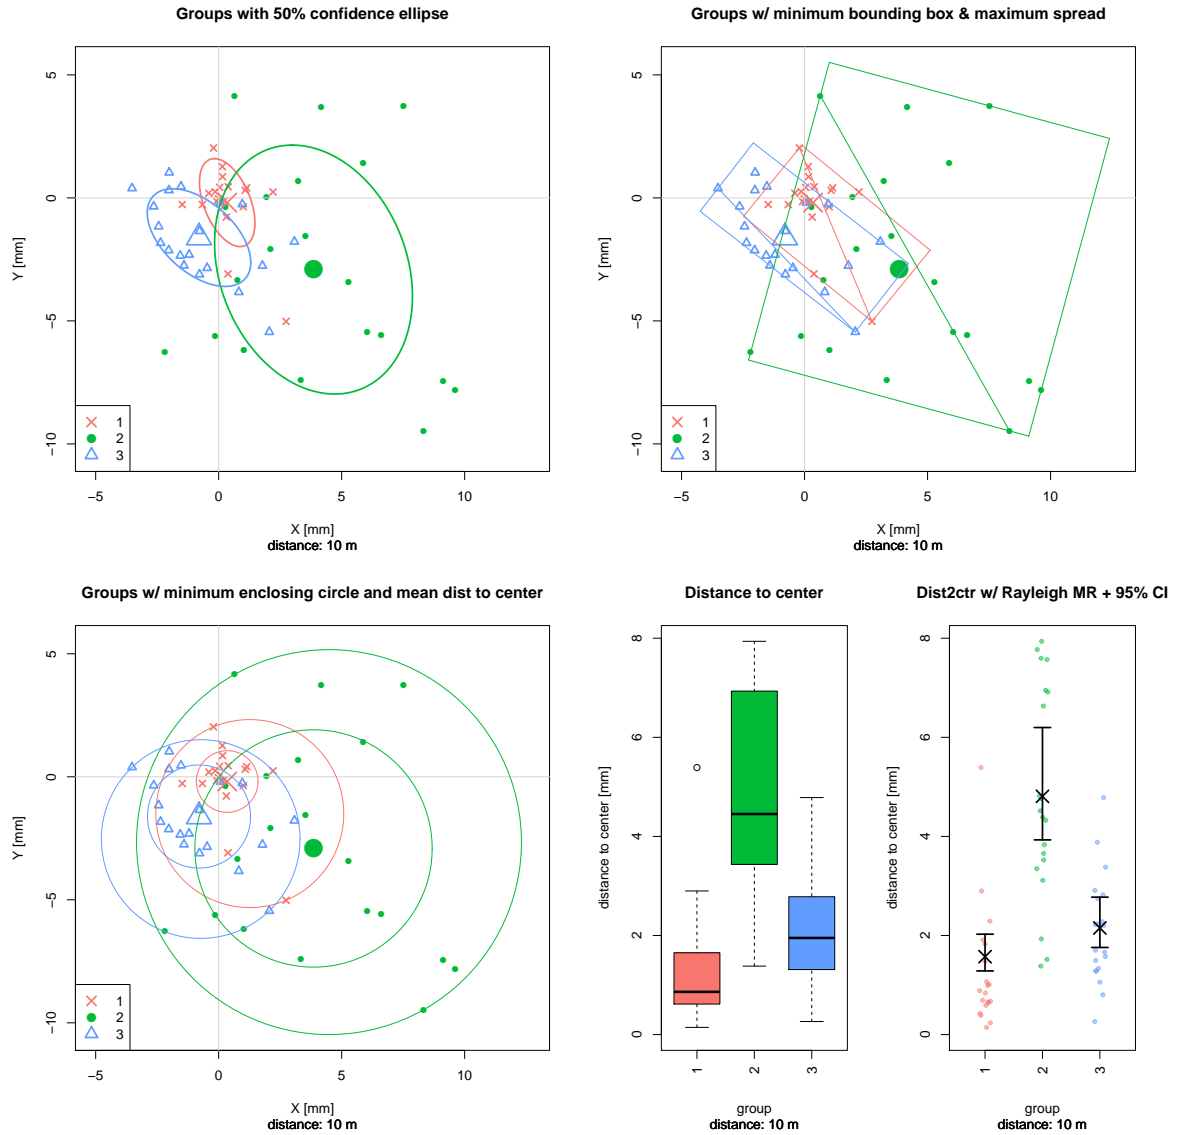 Groups with 50% confidence ellipse
5
0
−5
−10
Y [mm]
1
2
3
−5
0
5
10
X [mm]
distance: 10 m
Groups w/ minimum bounding box & maximum spread
5
0
−5
−10
Y [mm]
1
2
3
−5
0
5
10
X [mm]
distance: 10 m
Groups w/ minimum enclosing circle and mean dist to center
5
0
−5
−10
Y [mm]
1
2
3
−5
0
5
10
X [mm]
distance: 10 m
Distance to center
8
6
4
2
0
distance to center [mm]
1
2
3
group
distance: 10 m
Dist2ctr w/ Rayleigh MR + 95% CI
8
6
4
2
0
distance to center [mm]
1
2
3
group
distance: 10 m